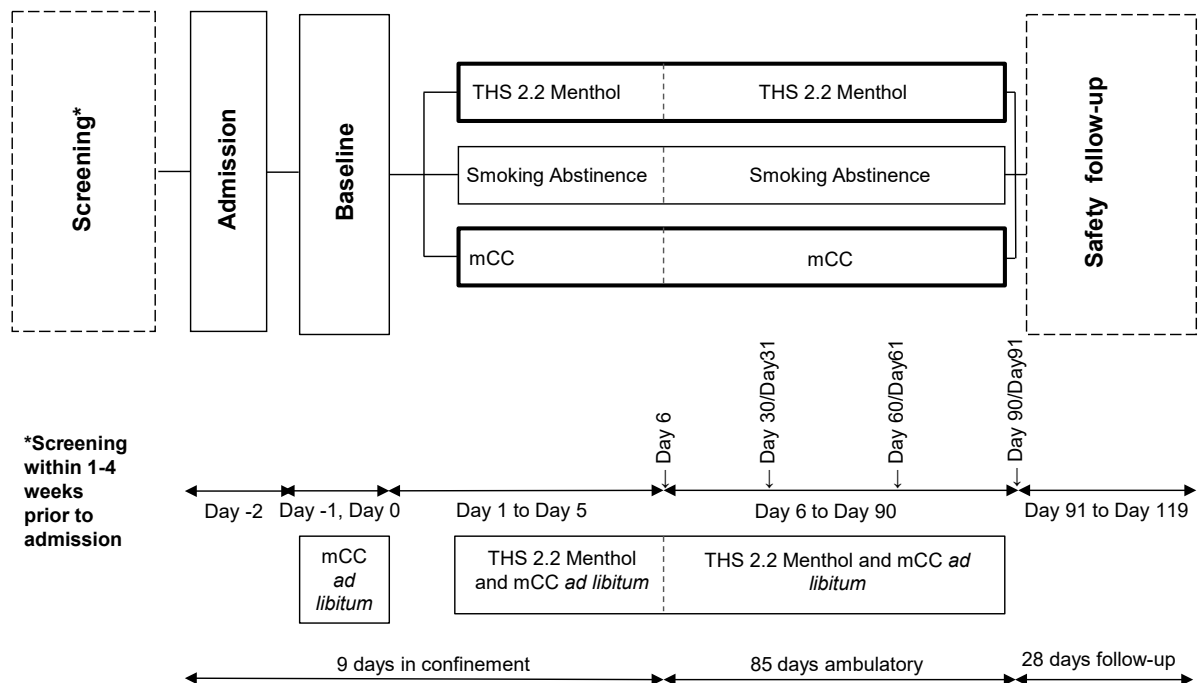 Screening*
Admission
Baseline
THS 2.2 Menthol
THS 2.2 Menthol
Smoking Abstinence
Smoking Abstinence
mCC
mCC
Safety follow-up
Day 6
Day 30/Day31
Day 60/Day61
Day 90/Day91
*Screening
within 1-4
weeks
prior to
admission
Day -2
Day -1, Day 0
Day 1 to Day 5
Day 6 to Day 90
Day 91 to Day 119
mCC
ad
libitum
THS 2.2 Menthol
and mCC ad libitum
THS 2.2 Menthol and mCC ad
libitum
9 days in confinement
85 days ambulatory
28 days follow-up